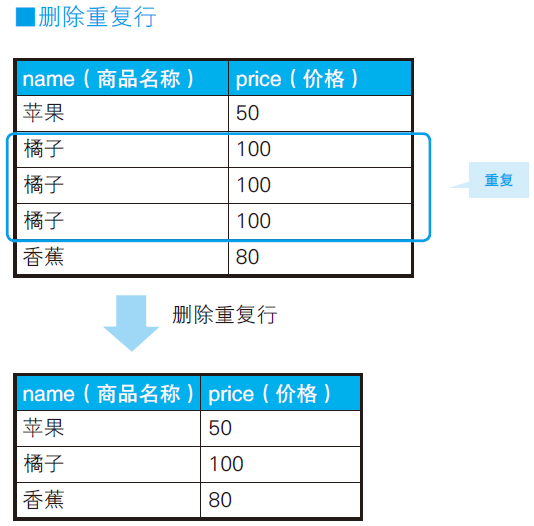 ■删除重复行
name（商品名称） price（价格）
苹果 50
橘子 100
橘子 100
重复
橘子 100
香蕉 80
删除重复行
name（商品名称） price（价格）
苹果 50
橘子 100
香蕉 80